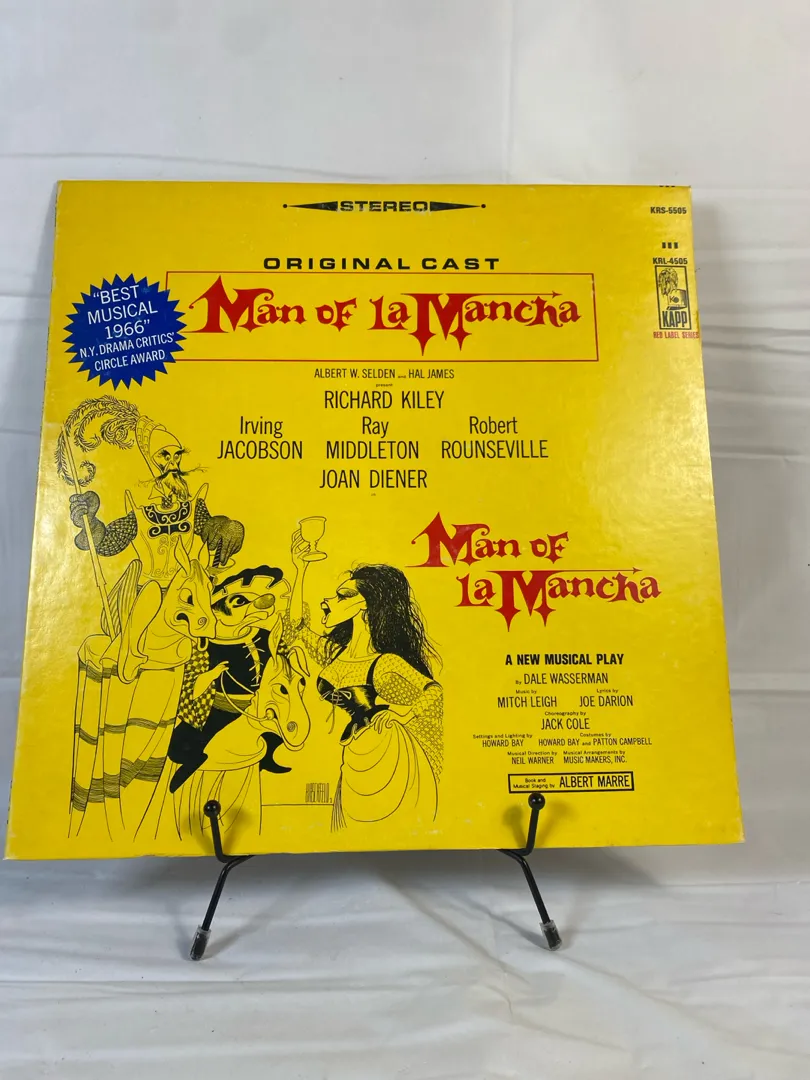 STEREO
KRS-5505
KRL-4505
KAPP
RED LABEL SERIES
ORIGINAL CAST
"BEST
MUSICAL
1966"
N.Y. DRAMA CRITICS'
CIRCLE AWARD
Man of La Mancha
ALBERT W. SELDEN and HAL JAMES
present
RICHARD KILEY
Irving Ray Robert
JACOBSON MIDDLETON ROUNSEVILLE
JOAN DIENER
in
Man of
La Mancha
A NEW MUSICAL PLAY
By DALE WASSERMAN
Music by Lyrics by
MITCH LEIGH JOE DARION
Choreography by
JACK COLE
Settings and Lighting by Costumes by
HOWARD BAY HOWARD BAY and PATTON CAMPBELL
Musical Direction by Musical Arrangements by
NEIL WARNER MUSIC MAKERS, INC.
Book and
Musical Staging by ALBERT MARRE
HIRSCHFELD